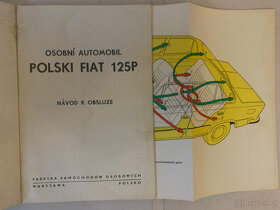 OSOBNÍ AUTOMOBIL
POLSKI FIAT 125P
NÁVOD K OBSLUZE
FABRYKA SAMOCHODÓW OSOBOWYCH
WARSZAWA POLSKO